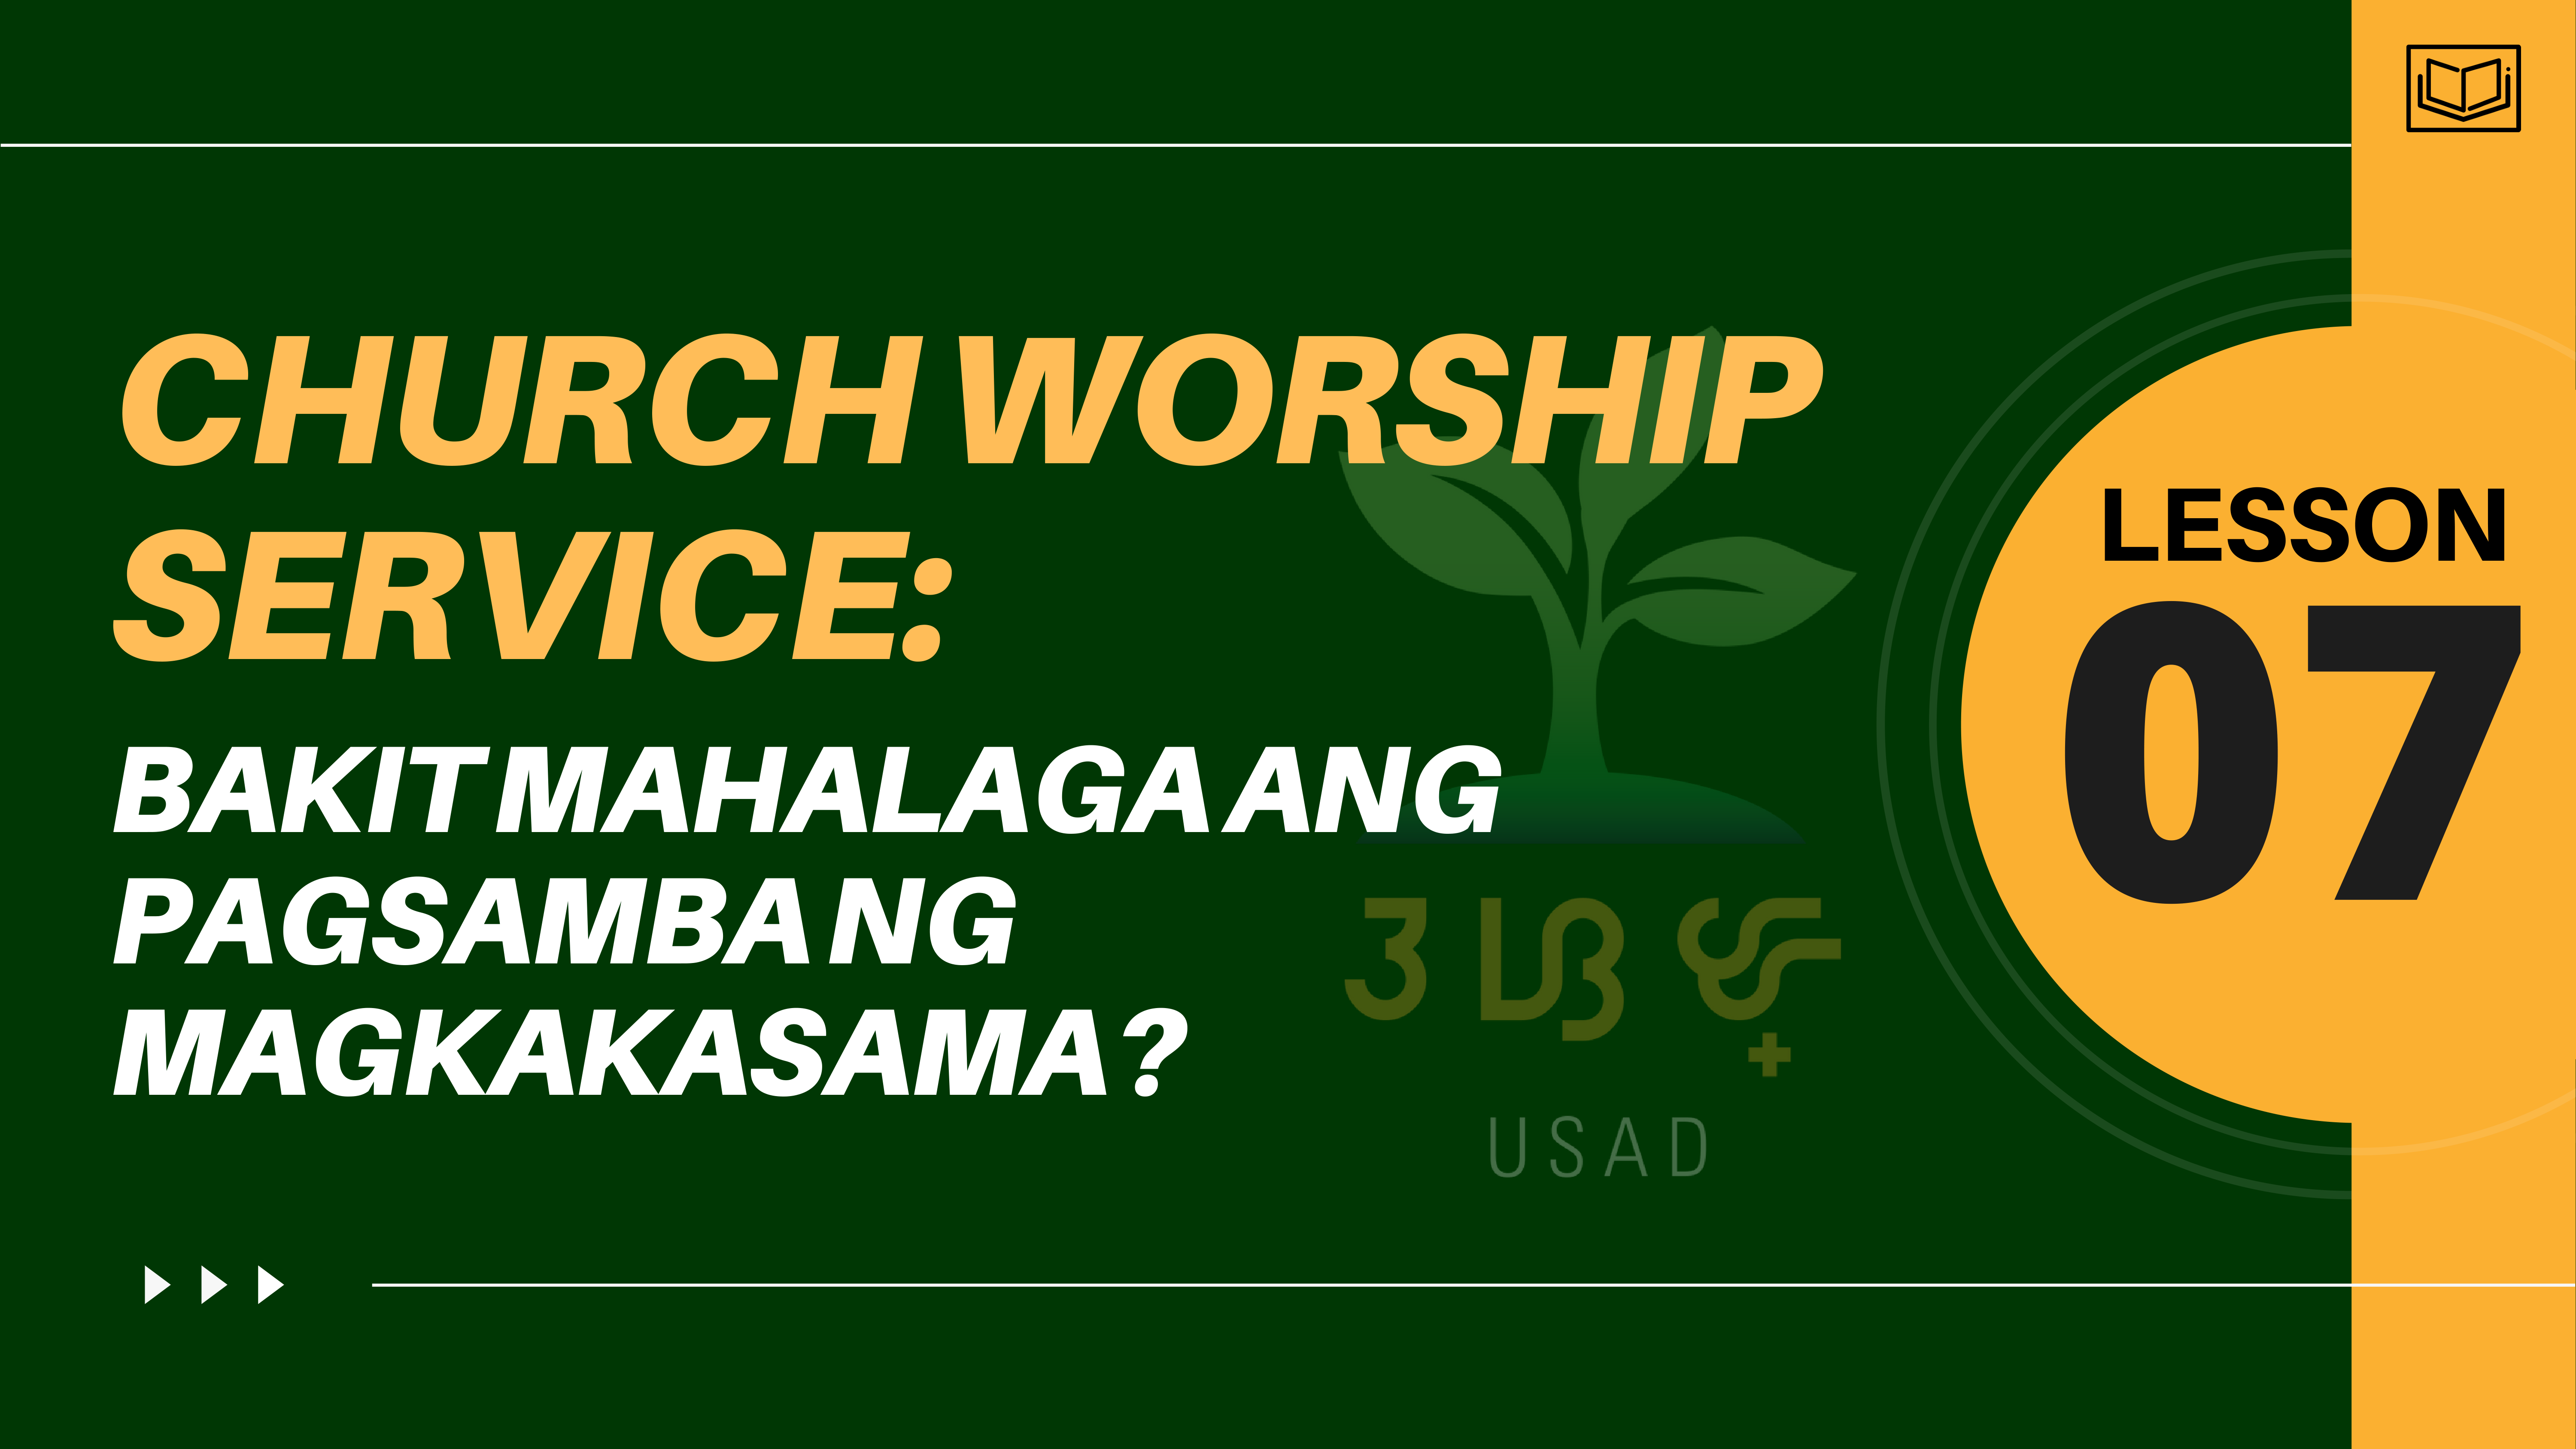 CHURCH WORSHIP
SERVICE:
BAKIT MAHALAGA ANG
PAGSAMBA NG
MAGKAKASAMA?
LESSON
07
USAD